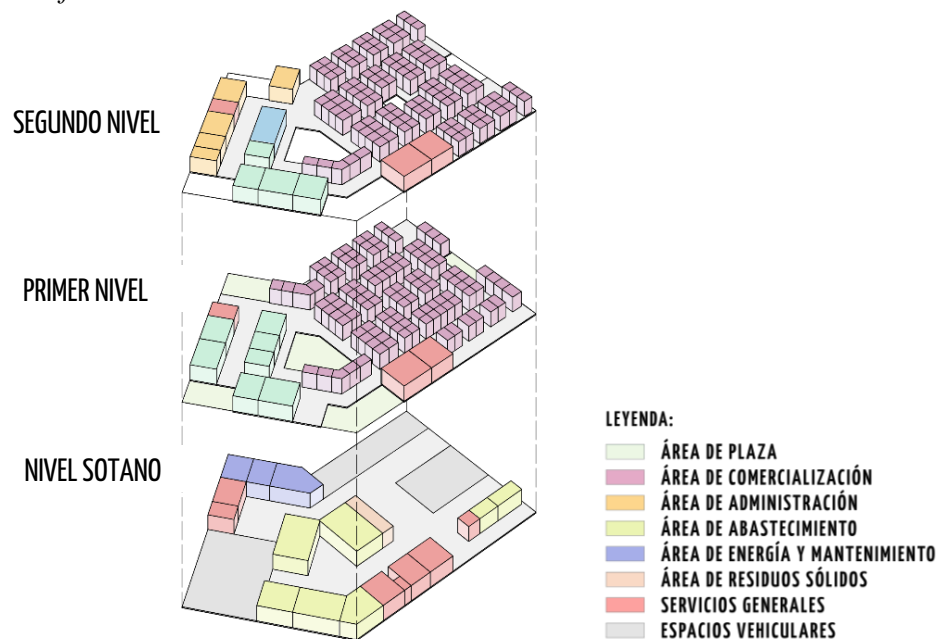 SEGUNDO NIVEL
PRIMER NIVEL
NIVEL SOTANO
LEYENDA:
ÁREA DE PLAZA
ÁREA DE COMERCIALIZACIÓN
ÁREA DE ADMINISTRACIÓN
ÁREA DE ABASTECIMIENTO
ÁREA DE ENERGÍA Y MANTENIMIENTO
ÁREA DE RESIDUOS SÓLIDOS
SERVICIOS GENERALES
ESPACIOS VEHICULARES